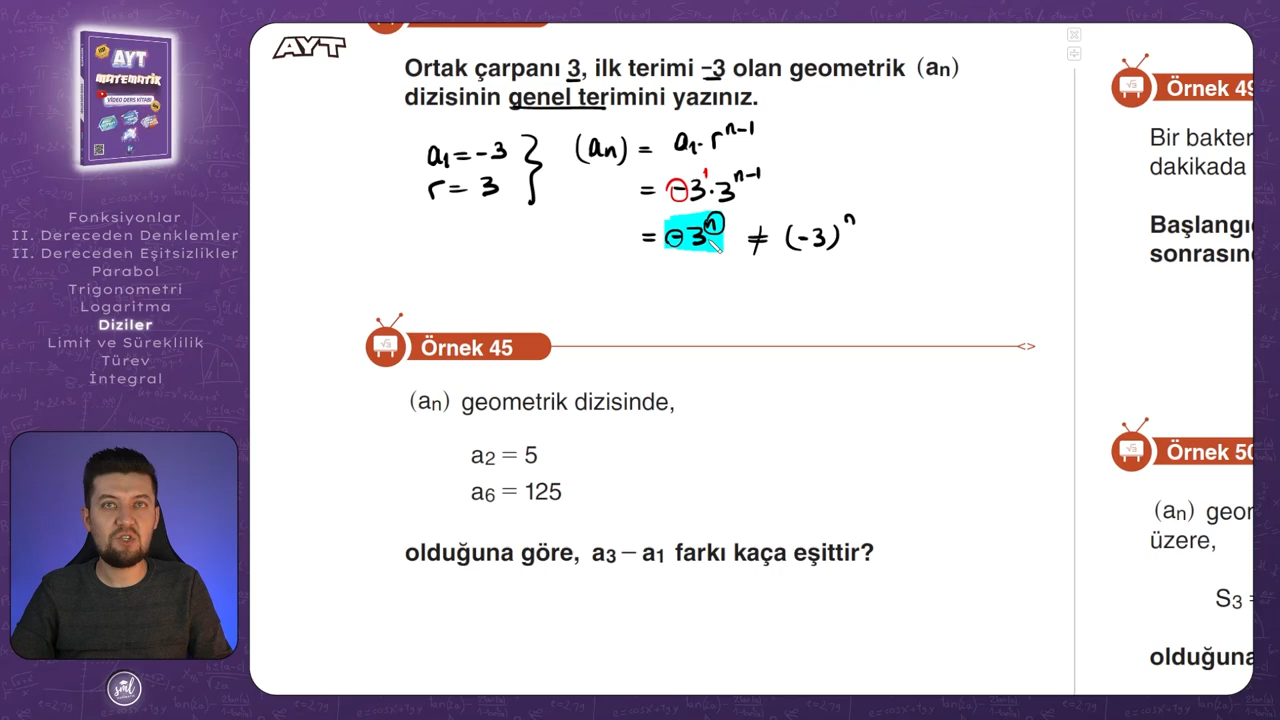 AYT
Ortak çarpanı 3, ilk terimi −3 olan geometrik (an)
dizisinin genel terimini yazınız.
a1 = -3
r = 3
(an) = a1 · r^n-1
= -3^1 · 3^n-1
= -3^n ≠ (-3)^n
Örnek 45
(an) geometrik dizisinde,
a2 = 5
a6 = 125
olduğuna göre, a3 − a1 farkı kaça eşittir?
Örnek 49
Bir bakter
dakikada
Başlangı
sonrasın
Örnek 50
(an) geor
üzere,
S3 =
olduğuna
AYT
MATEMATİK
VİDEO DERS KİTABI
Fonksiyonlar
II. Dereceden Denklemler
II. Dereceden Eşitsizlikler
Parabol
Trigonometri
Logaritma
Diziler
Limit ve Süreklilik
Türev
İntegral
sml